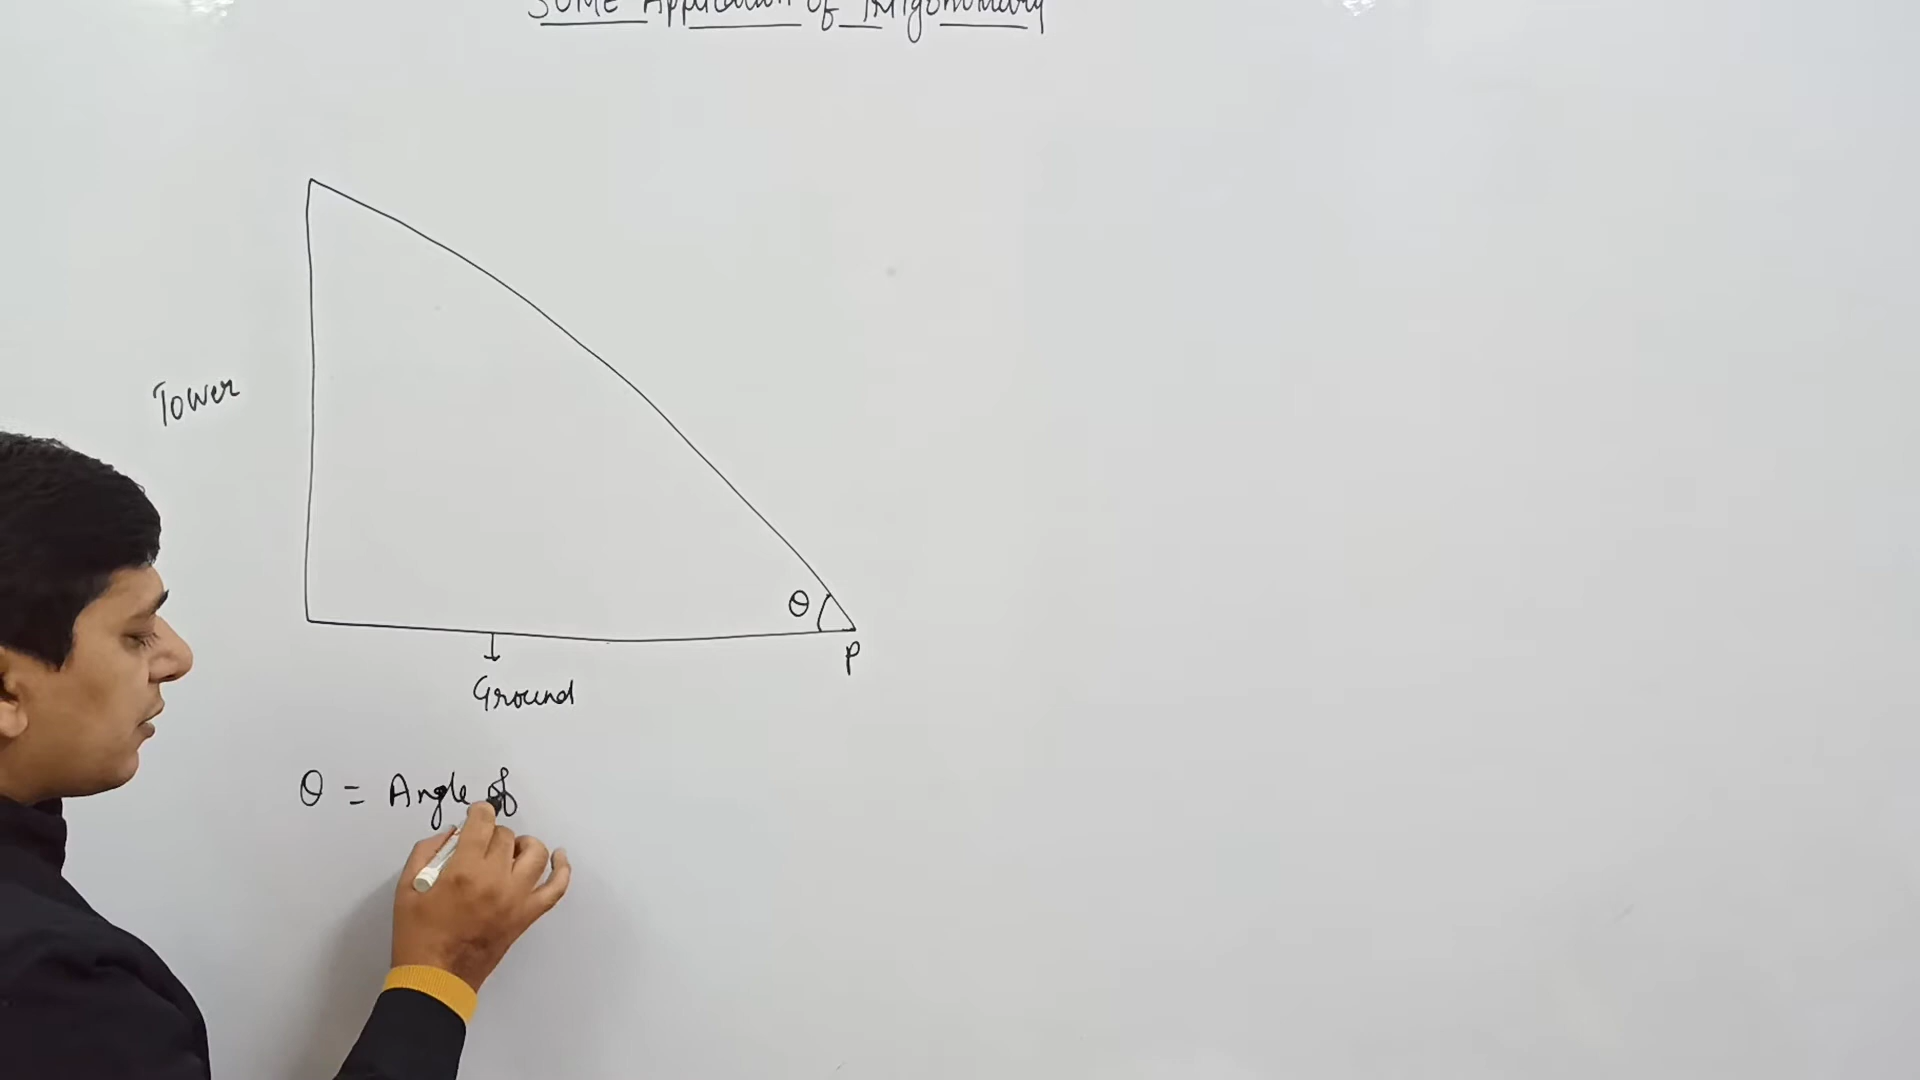 SOME Application of Trigonometry
Tower
θ
P
Ground
θ = Angle of